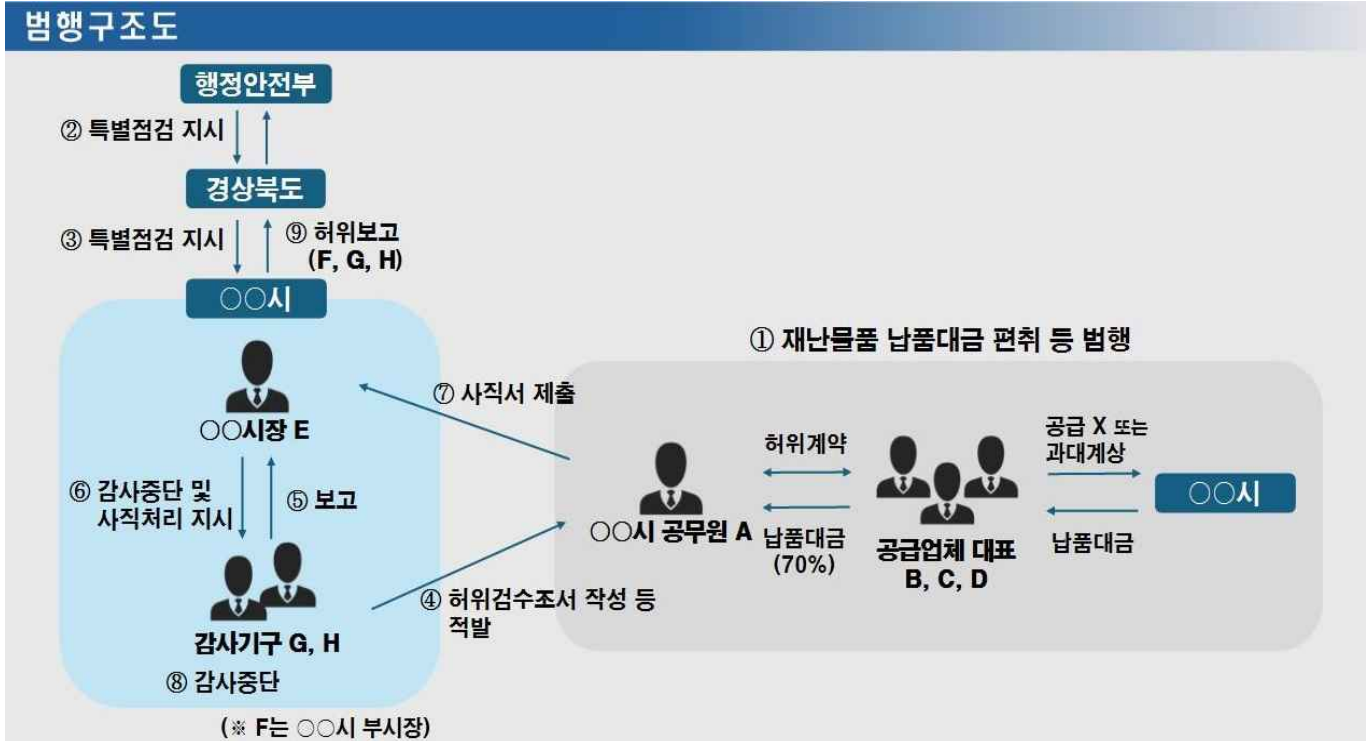 범행구조도
행정안전부
② 특별점검 지시
경상북도
③ 특별점검 지시
⑨ 허위보고
(F, G, H)
○○시
○○시장 E
⑥ 감사중단 및
사직처리 지시
⑤ 보고
감사기구 G, H
⑧ 감사중단
(※ F는 ○○시 부시장)
⑦ 사직서 제출
④ 허위검수조서 작성 등
적발
① 재난물품 납품대금 편취 등 범행
○○시 공무원 A
허위계약
납품대금
(70%)
공급업체 대표
B, C, D
공급 X 또는
과대계상
납품대금
○○시